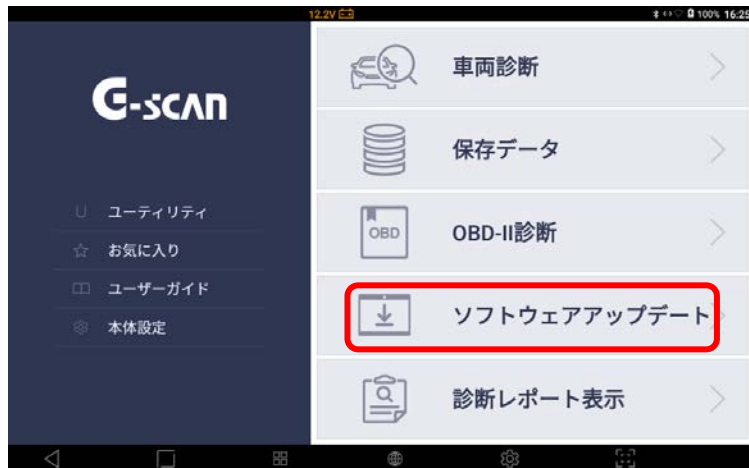 12.2V
100% 16:25
G-scan
車両診断
保存データ
ユーティリティ
お気に入り
ユーザーガイド
本体設定
OBD
OBD-II診断
ソフトウェアアップデート
診断レポート表示